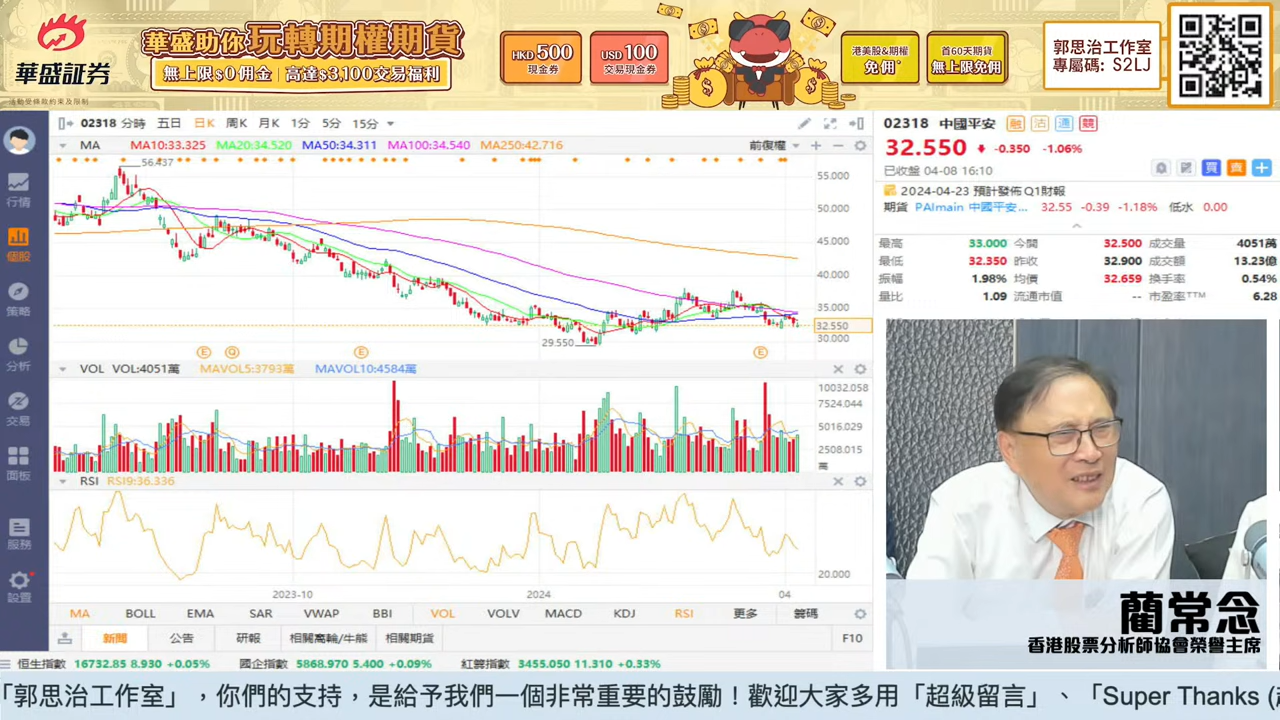 華盛証券
活動受條款約束及限制
華盛助你玩轉期權期貨
無上限$0佣金 | 高達$3,100交易福利
HKD 500
現金券
USD 100
交易現金券
港美股&期權
免佣*
首60天期貨
無上限免佣
郭思治工作室
專屬碼: S2LJ
02318 分時 五日 日K 周K 月K 1分 5分 15分
MA MA10:33.325 MA20:34.520 MA50:34.311 MA100:34.540 MA250:42.716 前復權
56.437
55.000
50.000
45.000
40.000
35.000
32.550
30.000
29.550
E Q E E
VOL VOL:4051萬 MAVOL5:3793萬 MAVOL10:4584萬
10032.058
7524.044
5016.029
2508.015
萬
RSI RSI9:36.336
20.000
2023-10 2024 04
MA BOLL EMA SAR VWAP BBI VOL VOLV MACD KDJ RSI 更多 籌碼
新聞 公告 研報 相關窩輪/牛熊 相關期貨 F10
行情
個股
策略
分析
交易
面板
服務
設置
02318 中國平安 融 沽 通 競
32.550 -0.350 -1.06%
已收盤 04-08 16:10
買 賣
2024-04-23 預計發佈Q1財報
期貨 PAImain 中國平安... 32.55 -0.39 -1.18% 低水 0.00
最高 33.000 今開 32.500 成交量 4051萬
最低 32.350 昨收 32.900 成交額 13.23億
振幅 1.98% 均價 32.659 換手率 0.54%
量比 1.09 流通市值 -- 市盈率TTM 6.28
藺常念
香港股票分析師協會榮譽主席
恒生指數 16732.85 8.930 +0.05% 國企指數 5868.970 5.400 +0.09% 紅籌指數 3455.050 11.310 +0.33%
「郭思治工作室」，你們的支持，是給予我們一個非常重要的鼓勵！歡迎大家多用「超級留言」、「Super Thanks (